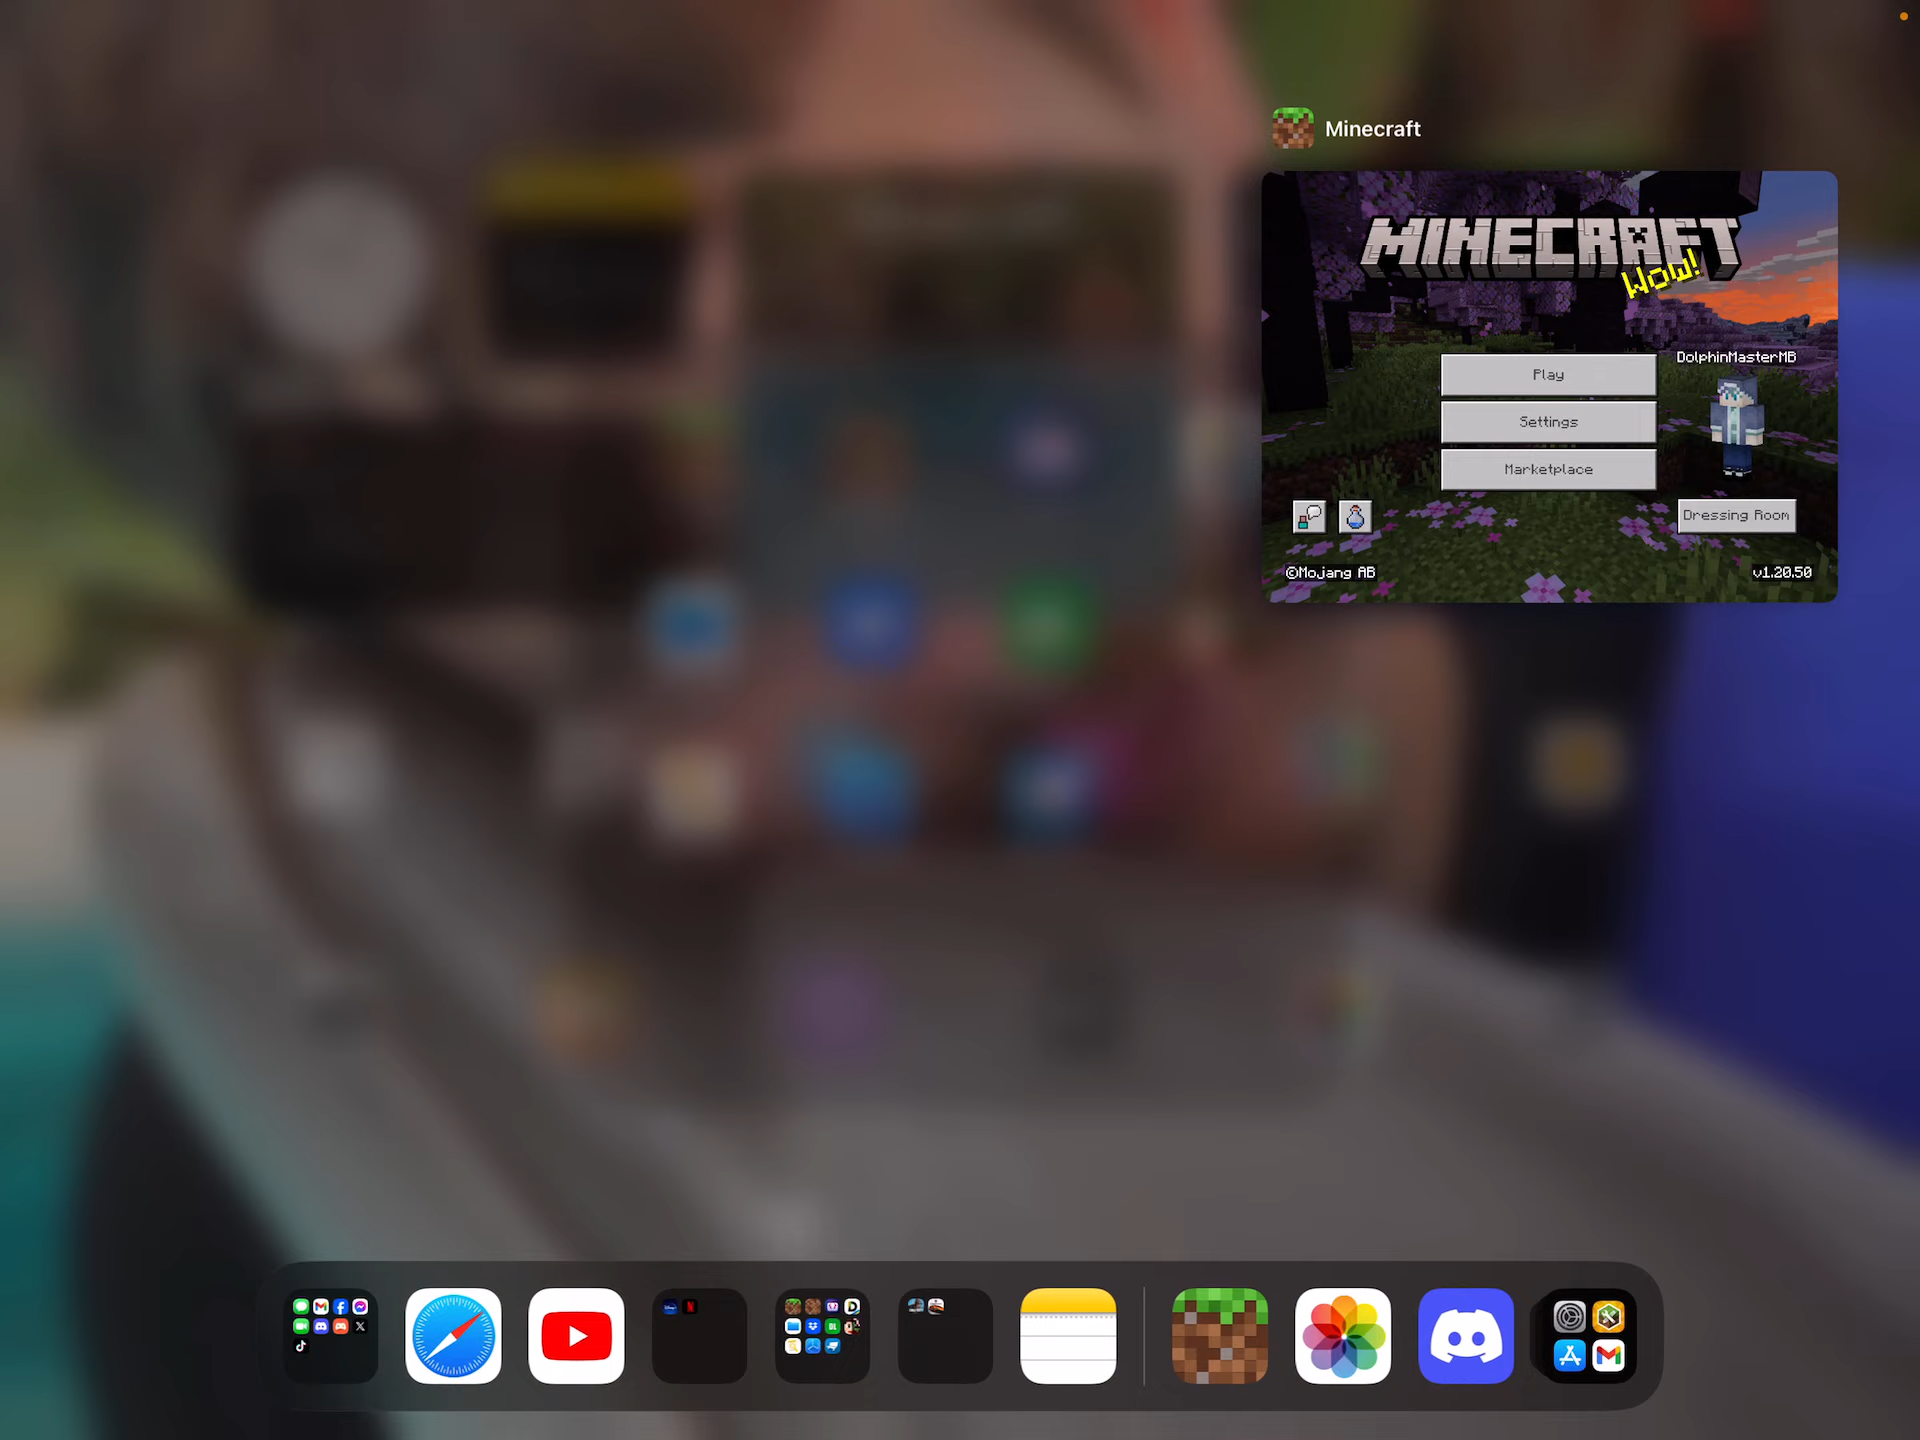 Minecraft
MINECRAFT
Wow!
DolphinMasterMB
Play
Settings
Marketplace
Dressing Room
©Mojang AB
v1.20.50